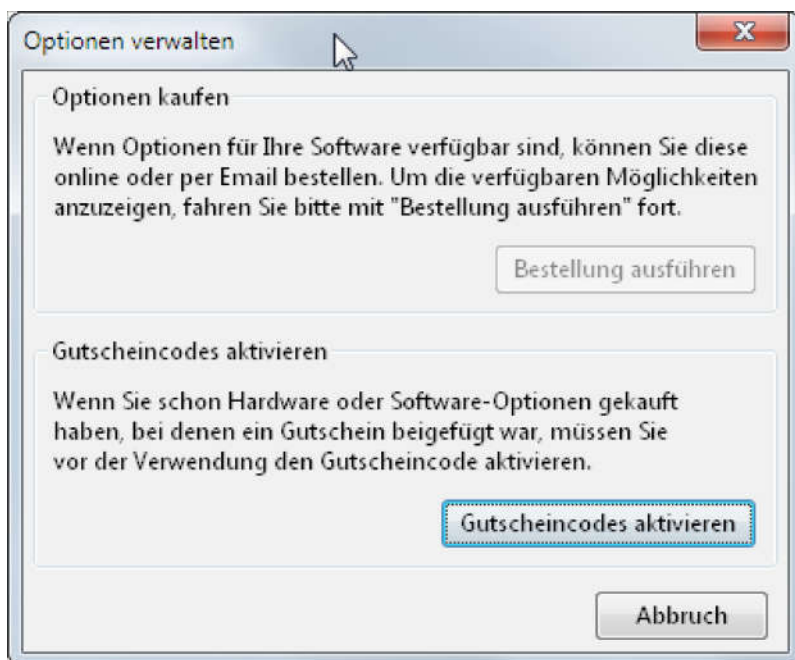 Optionen verwalten
Optionen kaufen
Wenn Optionen für Ihre Software verfügbar sind, können Sie diese
online oder per Email bestellen. Um die verfügbaren Möglichkeiten
anzuzeigen, fahren Sie bitte mit "Bestellung ausführen" fort.
Bestellung ausführen
Gutscheincodes aktivieren
Wenn Sie schon Hardware oder Software-Optionen gekauft
haben, bei denen ein Gutschein beigefügt war, müssen Sie
vor der Verwendung den Gutscheincode aktivieren.
Gutscheincodes aktivieren
Abbruch